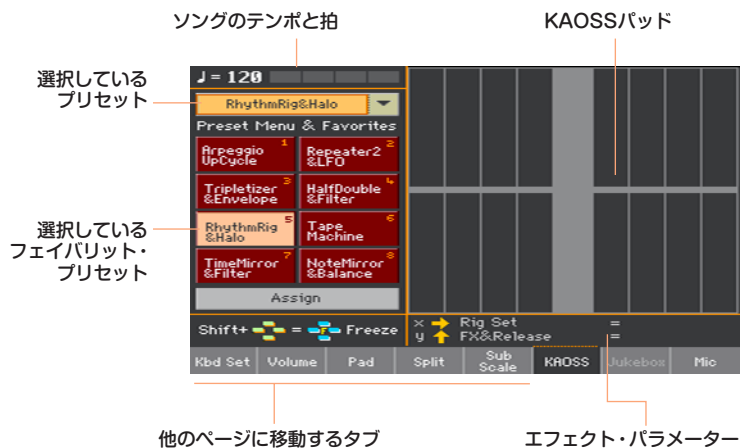 ソングのテンポと拍
KAOSSパッド
選択している
プリセット
♩= 120
RhythmRig&Halo
Preset Menu & Favorites
Arpeggio 1
UpCycle
Repeater2 2
&LFO
Tripletizer 3
&Envelope
HalfDouble 4
&Filter
選択している
フェイバリット・
プリセット
RhythmRig 5
&Halo
Tape 6
Machine
TimeMirror 7
&Filter
NoteMirror 8
&Balance
Assign
Shift+ = F Freeze
x Rig Set =
y FX&Release =
Kbd Set
Volume
Pad
Split
Sub
Scale
KAOSS
Jukebox
Mic
他のページに移動するタブ
エフェクト・パラメーター